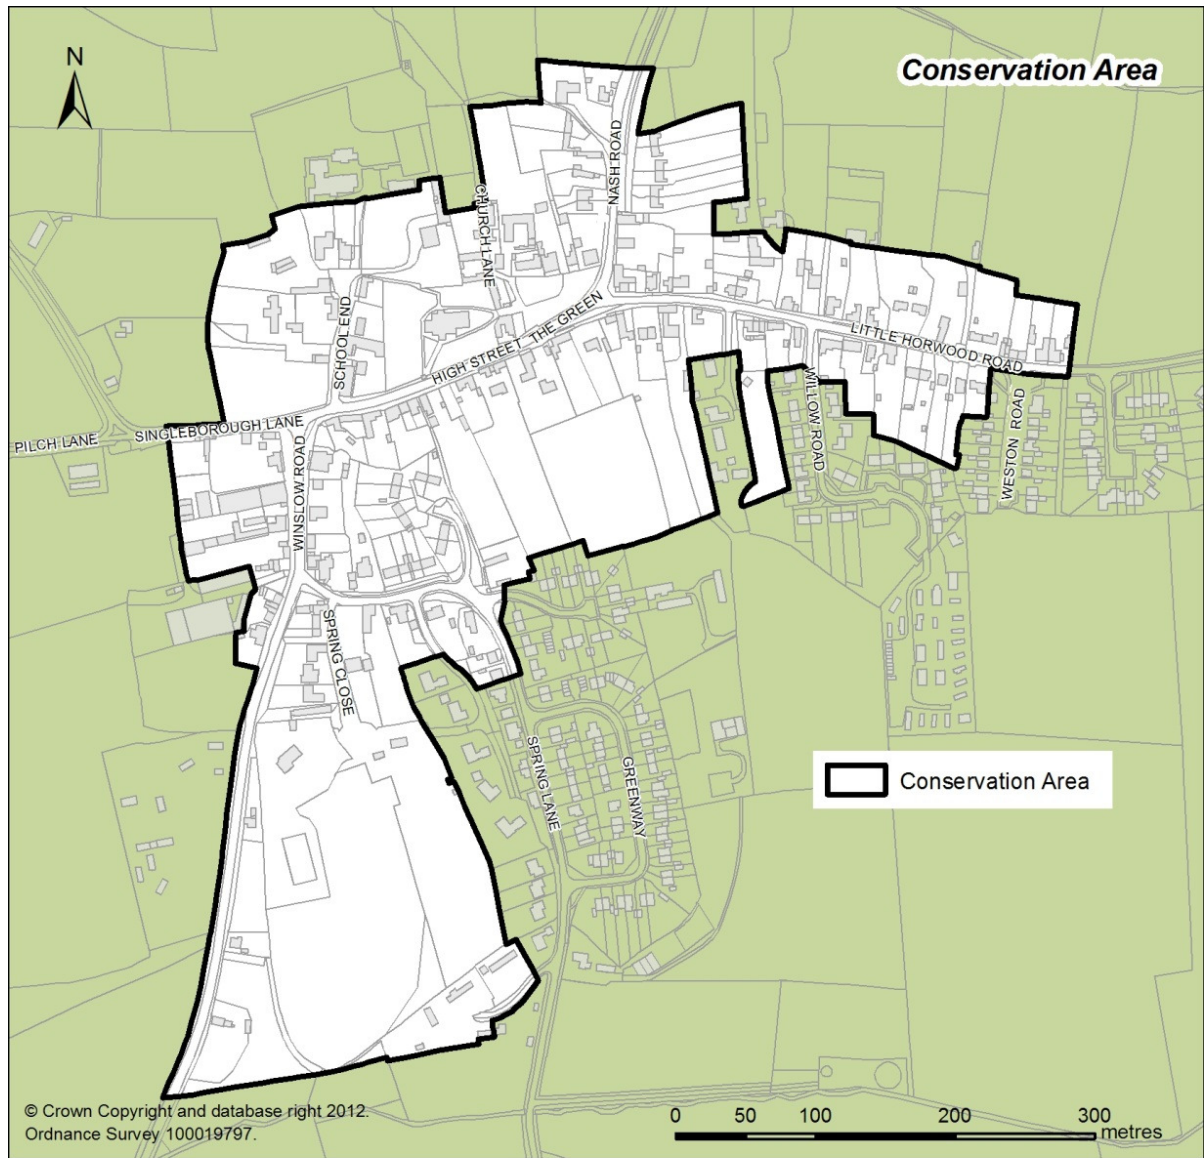 Conservation Area
N
NASH ROAD
CHURCH LANE
SCHOOL END
HIGH STREET THE GREEN
LITTLE HORWOOD ROAD
PILCH LANE
SINGLEBOROUGH LANE
WINSLOW ROAD
WILLOW ROAD
WESTON ROAD
SPRING CLOSE
SPRING LANE
GREENWAY
Conservation Area
© Crown Copyright and database right 2012.
Ordnance Survey 100019797.
0 50 100 200 300
metres